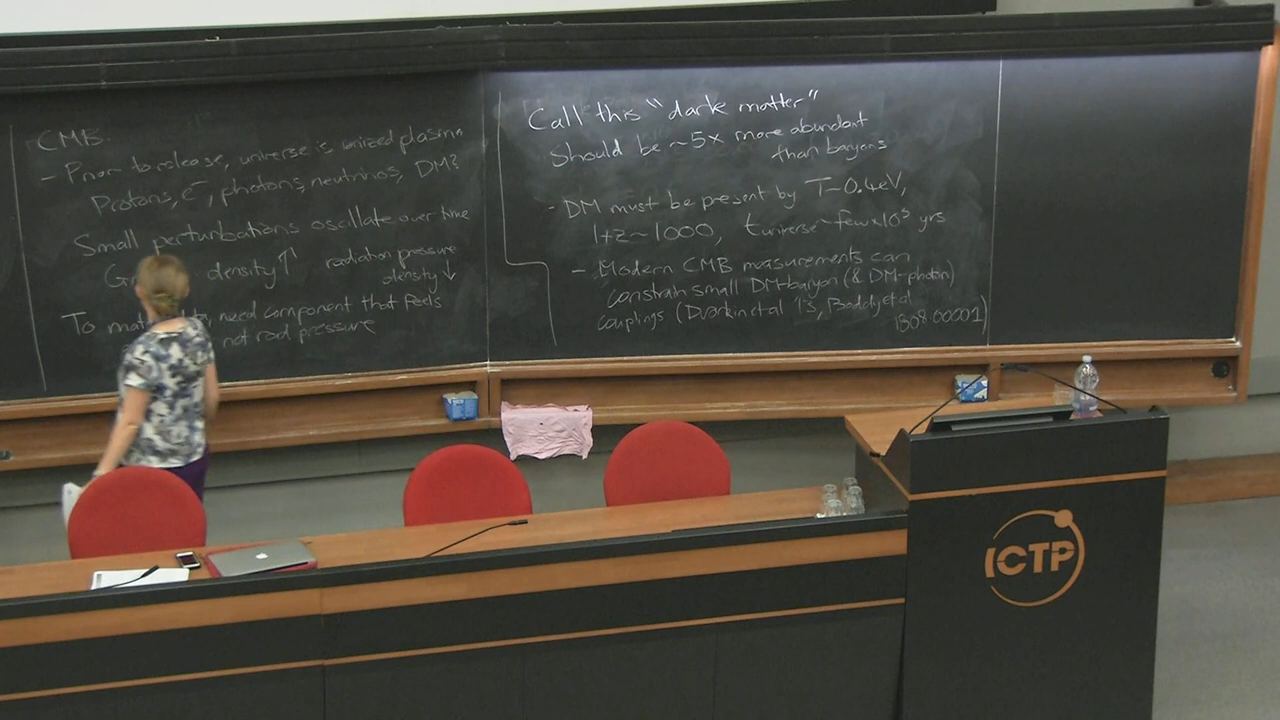 CMB
- Prior to release, universe is ionized plasma
Protons, e⁻, photons, neutrinos, DM?
Small perturbations oscillate over time
density ↑ radiation pressure
density ↓
To need component that feels
not rad pressure
Call this "dark matter"
Should be ~5x more abundant
than baryons
- DM must be present by T~0.4eV,
1+z~1000, t universe ~ few×10⁵ yrs
- Modern CMB measurements can
constrain small DM-baryon (& DM-photon)
couplings (Dvorkin et al '13, Boddy et al
1808.00001)
ICTP